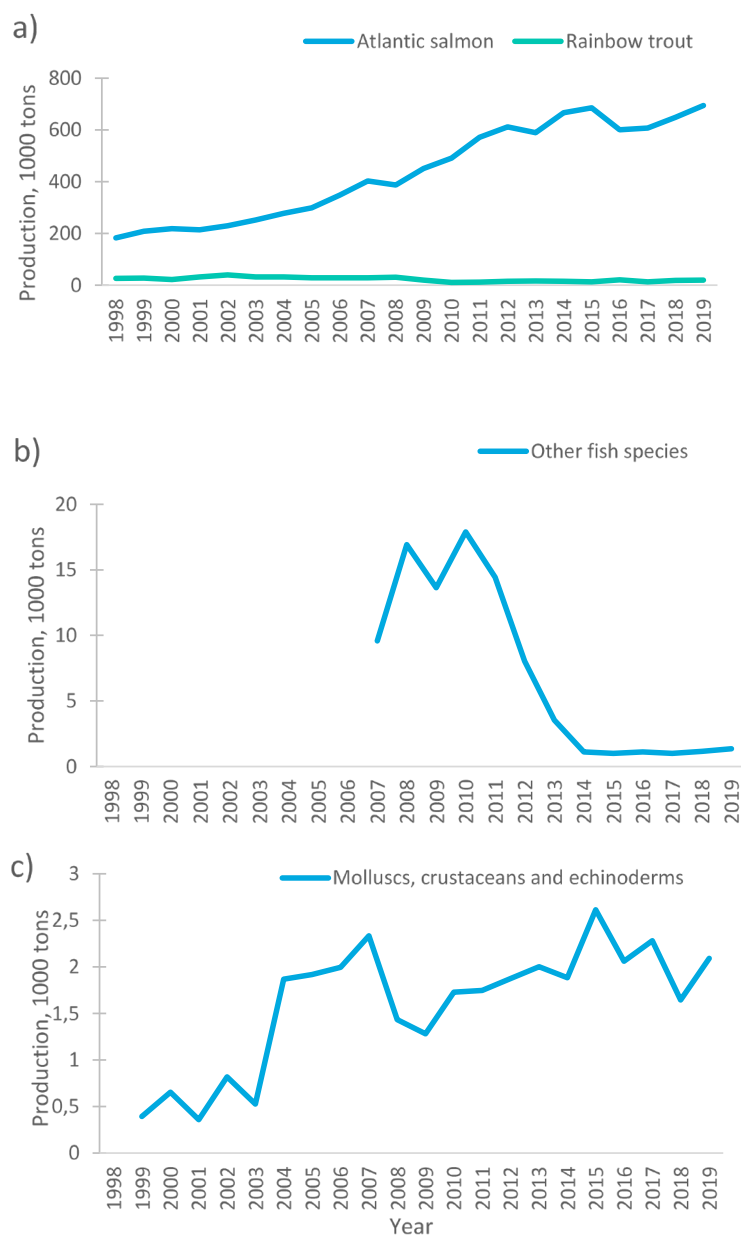 a)
Atlantic salmon Rainbow trout
Production, 1000 tons
800
600
400
200
0
1998 1999 2000 2001 2002 2003 2004 2005 2006 2007 2008 2009 2010 2011 2012 2013 2014 2015 2016 2017 2018 2019
b)
Other fish species
Production, 1000 tons
20
15
10
5
0
1998 1999 2000 2001 2002 2003 2004 2005 2006 2007 2008 2009 2010 2011 2012 2013 2014 2015 2016 2017 2018 2019
c)
Molluscs, crustaceans and echinoderms
Production, 1000 tons
3
2,5
2
1,5
1
0,5
0
1998 1999 2000 2001 2002 2003 2004 2005 2006 2007 2008 2009 2010 2011 2012 2013 2014 2015 2016 2017 2018 2019
Year